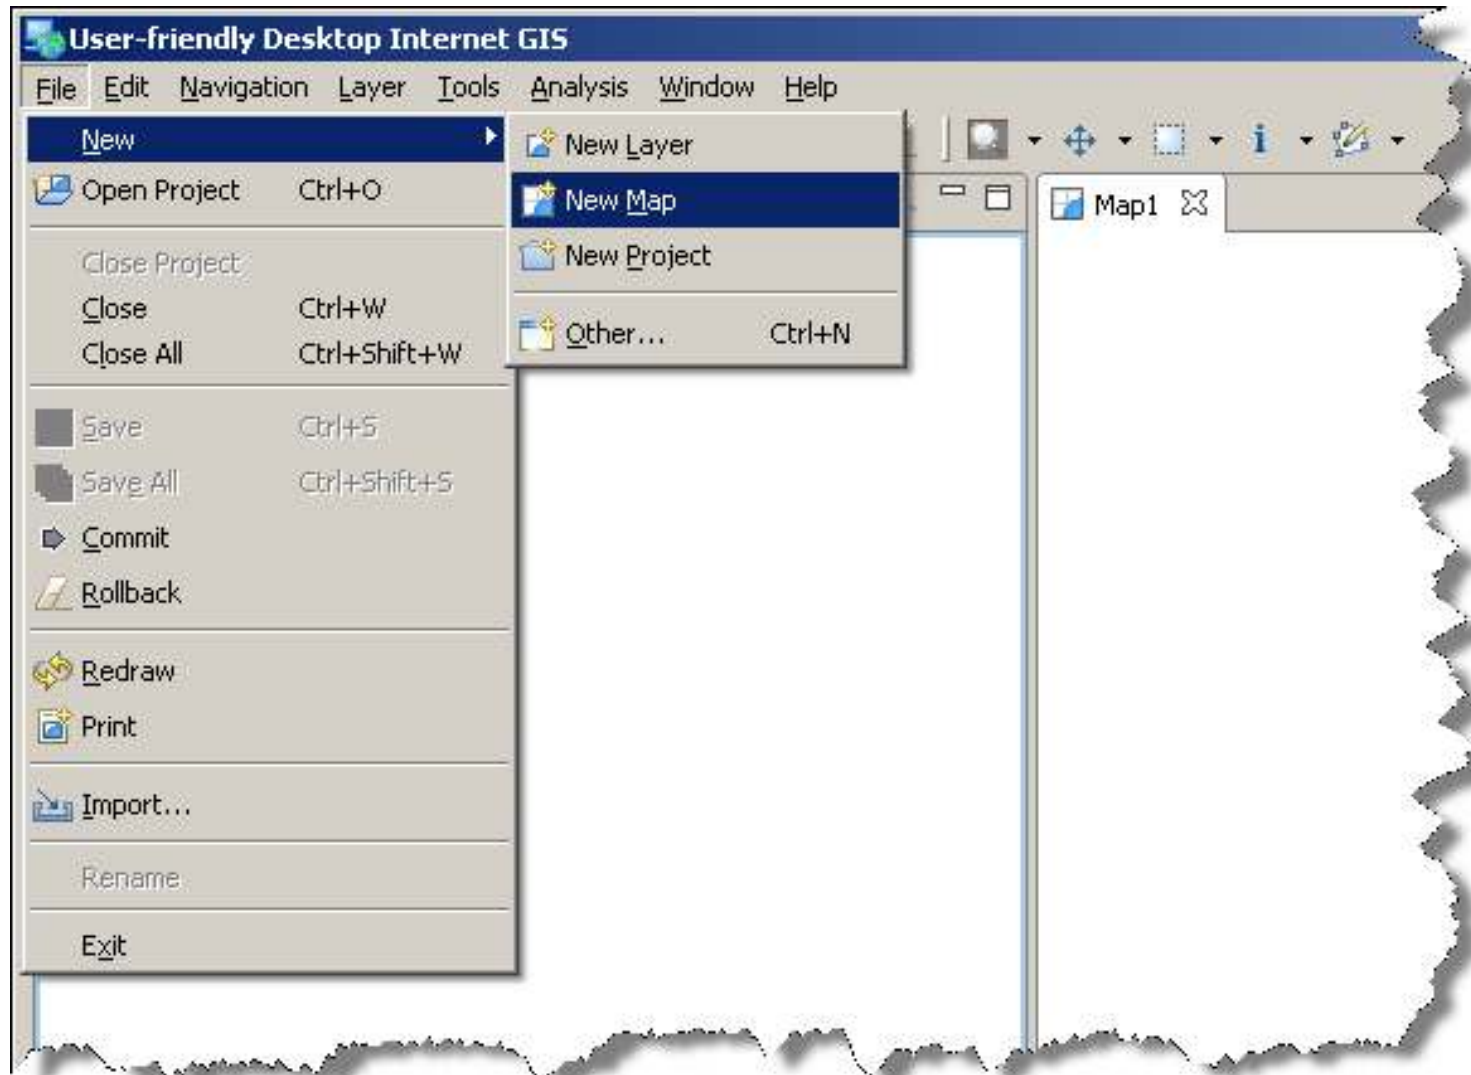 User-friendly Desktop Internet GIS
File Edit Navigation Layer Tools Analysis Window Help
New
Open Project Ctrl+O
Close Project
Close Ctrl+W
Close All Ctrl+Shift+W
Save Ctrl+S
Save All Ctrl+Shift+S
Commit
Rollback
Redraw
Print
Import...
Rename
Exit
New Layer
New Map
New Project
Other... Ctrl+N
Map1